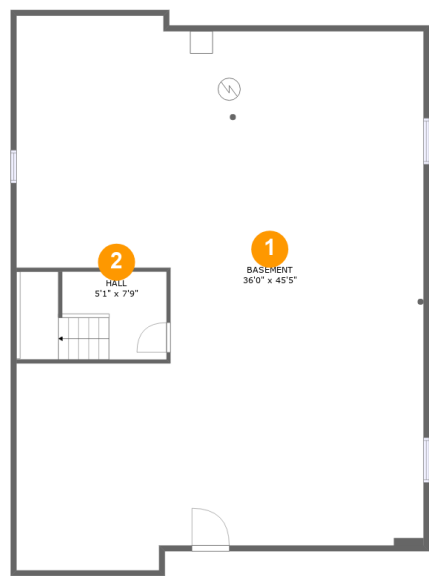 1
BASEMENT
36'0" x 45'5"
2
HALL
5'1" x 7'9"